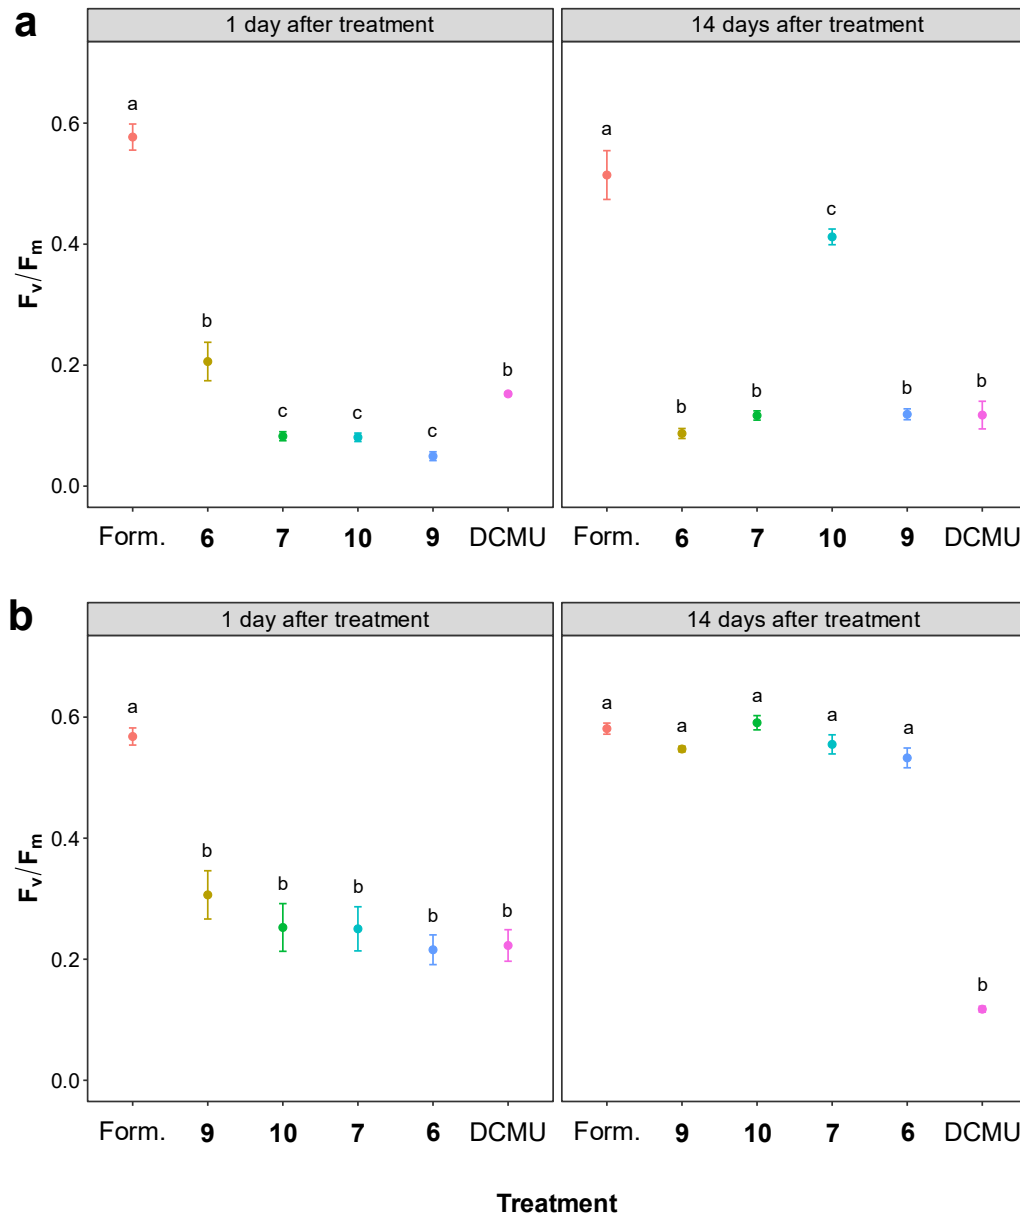 a
1 day after treatment
14 days after treatment
Fv/Fm
0.6
0.4
0.2
0.0
a
b
c
c
c
b
a
b
b
c
b
b
Form. 6 7 10 9 DCMU
Form. 6 7 10 9 DCMU
b
1 day after treatment
14 days after treatment
Fv/Fm
0.6
0.4
0.2
0.0
a
b
b
b
b
b
a
a
a
a
a
b
Form. 9 10 7 6 DCMU
Form. 9 10 7 6 DCMU
Treatment